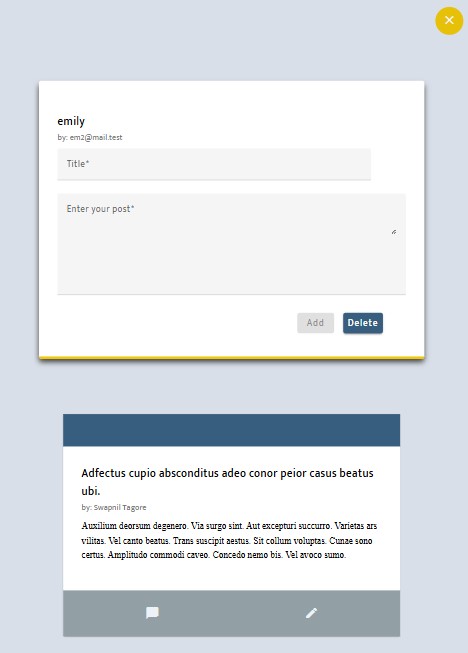 emily
by: em2@mail.test
Title*
Enter your post*
Add
Delete
Adfectus cupio absconditus adeo conor peior casus beatus
ubi.
by: Swapnil Tagore
Auxilium deorsum degenero. Via surgo sint. Aut excepturi succurro. Varietas ars
vilitas. Vel canto beatus. Trans suscipit aestus. Sit collum voluptas. Cunae sono
certus. Amplitudo commodi caveo. Concedo nemo bis. Vel avoco sumo.